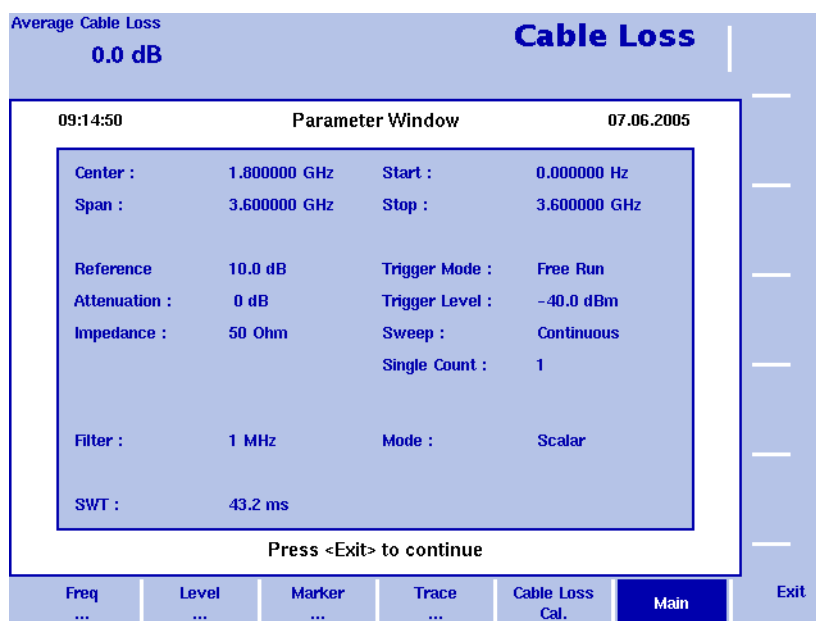 Average Cable Loss
0.0 dB
Cable Loss
09:14:50 Parameter Window 07.06.2005
Center : 1.800000 GHz Start : 0.000000 Hz
Span : 3.600000 GHz Stop : 3.600000 GHz
Reference 10.0 dB Trigger Mode : Free Run
Attenuation : 0 dB Trigger Level : -40.0 dBm
Impedance : 50 Ohm Sweep : Continuous
Single Count : 1
Filter : 1 MHz Mode : Scalar
SWT : 43.2 ms
Press <Exit> to continue
Freq Level Marker Trace Cable Loss Main Exit
... ... ... ... Cal.